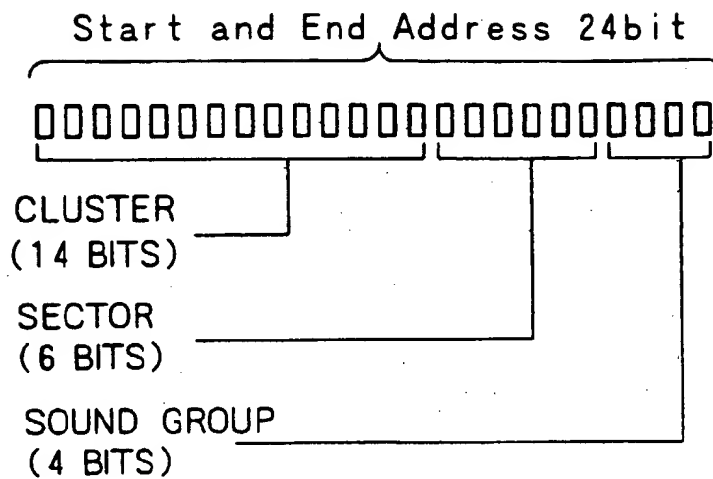 Start and End Address 24bit
CLUSTER
(14 BITS)
SECTOR
(6 BITS)
SOUND GROUP
(4 BITS)